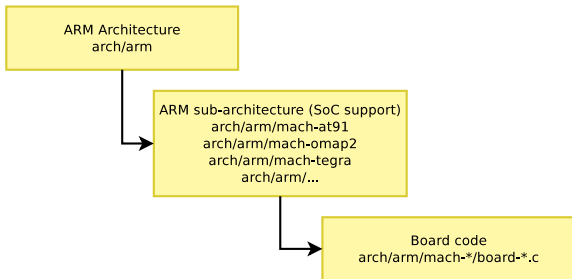 ARM Architecture
arch/arm
ARM sub-architecture (SoC support)
arch/arm/mach-at91
arch/arm/mach-omap2
arch/arm/mach-tegra
arch/arm/...
Board code
arch/arm/mach-*/board-*.c